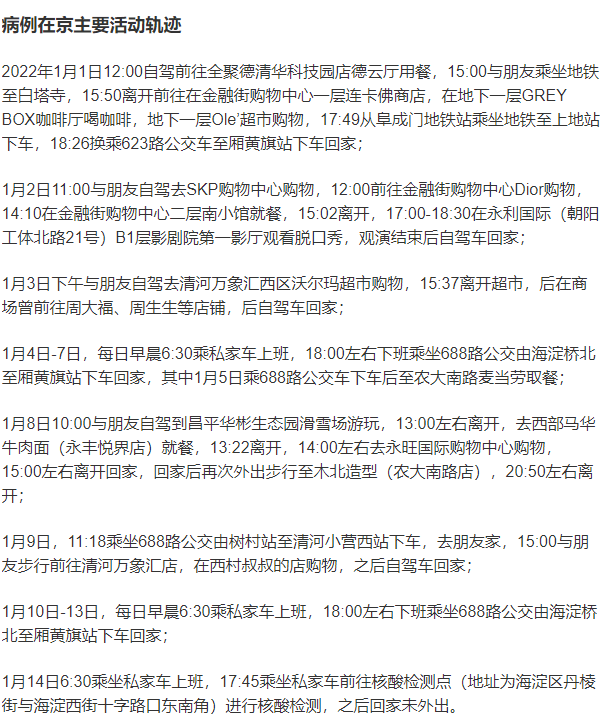 病例在京主要活动轨迹
2022年1月1日12:00自驾前往全聚德清华科技园店德云厅用餐，15:00与朋友乘坐地铁
至白塔寺，15:50离开前往在金融街购物中心一层连卡佛商店，在地下一层GREY
BOX咖啡厅喝咖啡，地下一层Ole’超市购物，17:49从阜成门地铁站乘坐地铁至上地站
下车，18:26换乘623路公交车至厢黄旗站下车回家；
1月2日11:00与朋友自驾去SKP购物中心购物，12:00前往金融街购物中心Dior购物，
14:10在金融街购物中心二层南小馆就餐，15:02离开，17:00-18:30在永利国际（朝阳
工体北路21号）B1层影剧院第一影厅观看脱口秀，观演结束后自驾车回家；
1月3日下午与朋友自驾去清河万象汇西区沃尔玛超市购物，15:37离开超市，后在商
场曾前往周大福、周生生等店铺，后自驾车回家；
1月4日-7日，每日早晨6:30乘私家车上班，18:00左右下班乘坐688路公交由海淀桥北
至厢黄旗站下车回家，其中1月5日乘688路公交车下车后至农大南路麦当劳取餐；
1月8日10:00与朋友自驾到昌平华彬生态园滑雪场游玩，13:00左右离开，去西部马华
牛肉面（永丰悦界店）就餐，13:22离开，14:00左右去永旺国际购物中心购物，
15:00左右离开回家，回家后再次外出步行至木北造型（农大南路店），20:50左右离
开；
1月9日，11:18乘坐688路公交由树村站至清河小营西站下车，去朋友家，15:00与朋
友步行前往清河万象汇店，在西村叔叔的店购物，之后自驾车回家；
1月10日-13日，每日早晨6:30乘私家车上班，18:00左右下班乘坐688路公交由海淀桥
北至厢黄旗站下车回家；
1月14日6:30乘坐私家车上班，17:45乘坐私家车前往核酸检测点（地址为海淀区丹棱
街与海淀西街十字路口东南角）进行核酸检测，之后回家未外出。